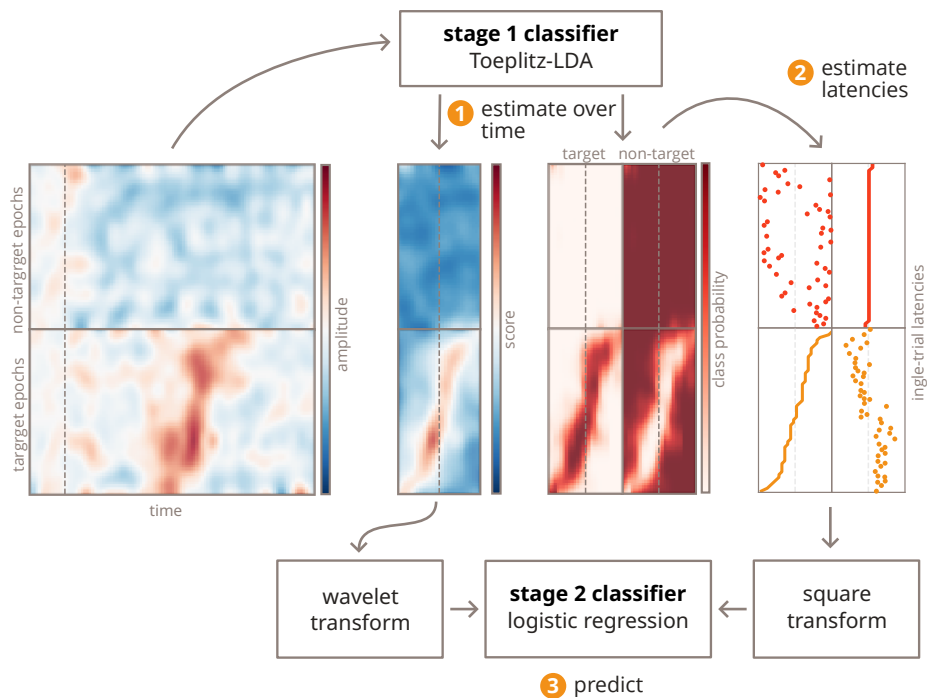 stage 1 classifier
Toeplitz-LDA
1
estimate over
time
2
estimate
latencies
target
non-target
non-targrget epochs
targrget epochs
time
amplitude
score
class probability
ingle-trial latencies
wavelet
transform
stage 2 classifier
logistic regression
square
transform
3
predict